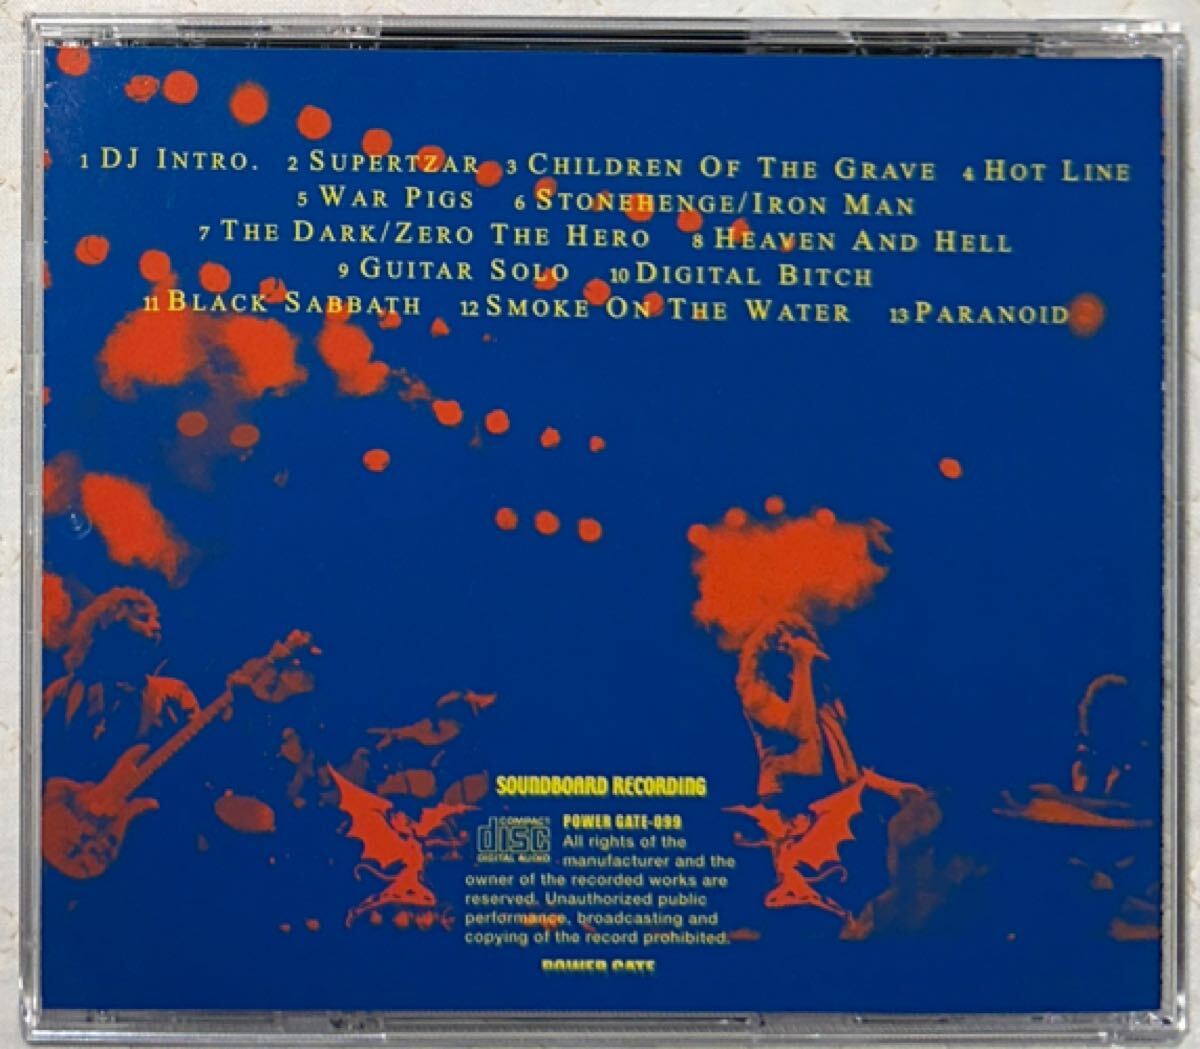 1 DJ INTRO. 2 SUPERTZAR 3 CHILDREN OF THE GRAVE 4 HOT LINE
5 WAR PIGS 6 STONEHENGE/IRON MAN
7 THE DARK/ZERO THE HERO 8 HEAVEN AND HELL
9 GUITAR SOLO 10 DIGITAL BITCH
11 BLACK SABBATH 12 SMOKE ON THE WATER 13 PARANOID
SOUNDBOARD RECORDING
COMPACT
disc
DIGITAL AUDIO
POWER GATE-099
All rights of the
manufacturer and the
owner of the recorded works are
reserved. Unauthorized public
performance, broadcasting and
copying of the record prohibited.
POWER GATE